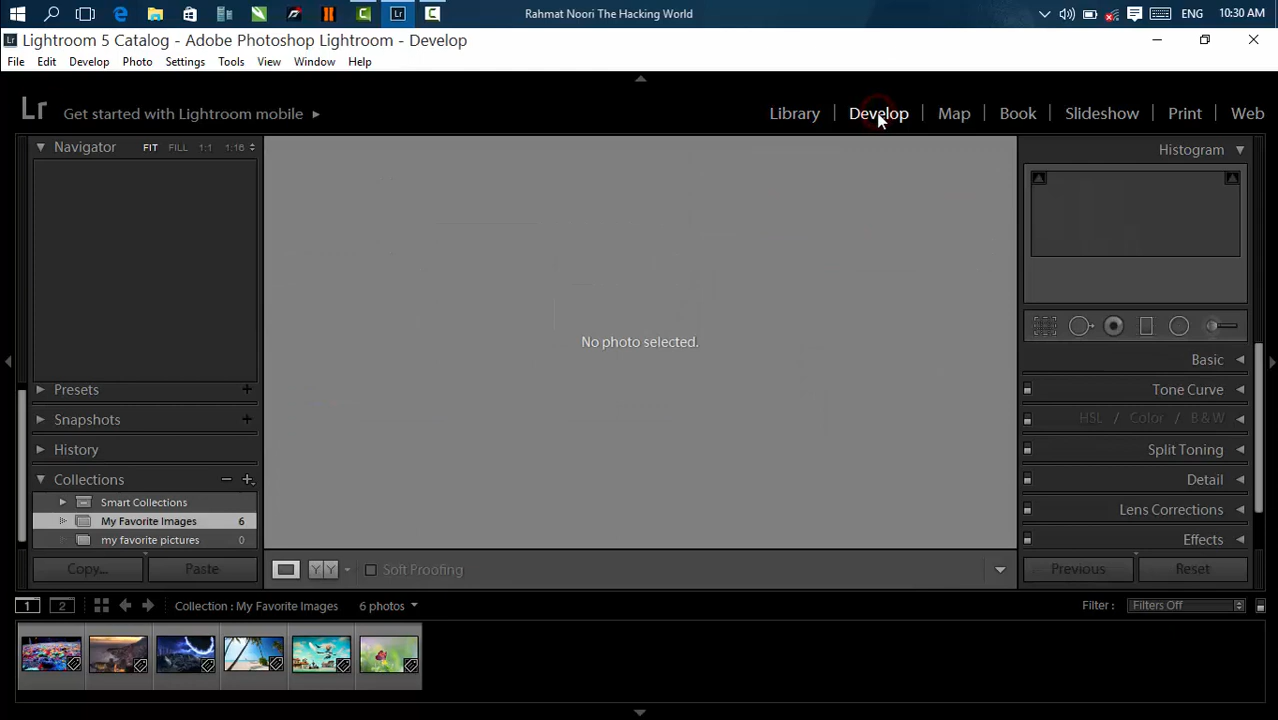 Rahmat Noori The Hacking World
ENG
10:30 AM
Lightroom 5 Catalog - Adobe Photoshop Lightroom - Develop
File Edit Develop Photo Settings Tools View Window Help
Lr Get started with Lightroom mobile
Library | Develop | Map | Book | Slideshow | Print | Web
Navigator FIT FILL 1:1 1:16
Histogram
No photo selected.
Basic
Presets
Tone Curve
Snapshots
HSL / Color / B & W
History
Split Toning
Collections
Detail
Smart Collections
Lens Corrections
My Favorite Images 6
my favorite pictures 0
Effects
Copy... Paste
YY Soft Proofing
Previous Reset
1 2 Collection : My Favorite Images 6 photos
Filter : Filters Off